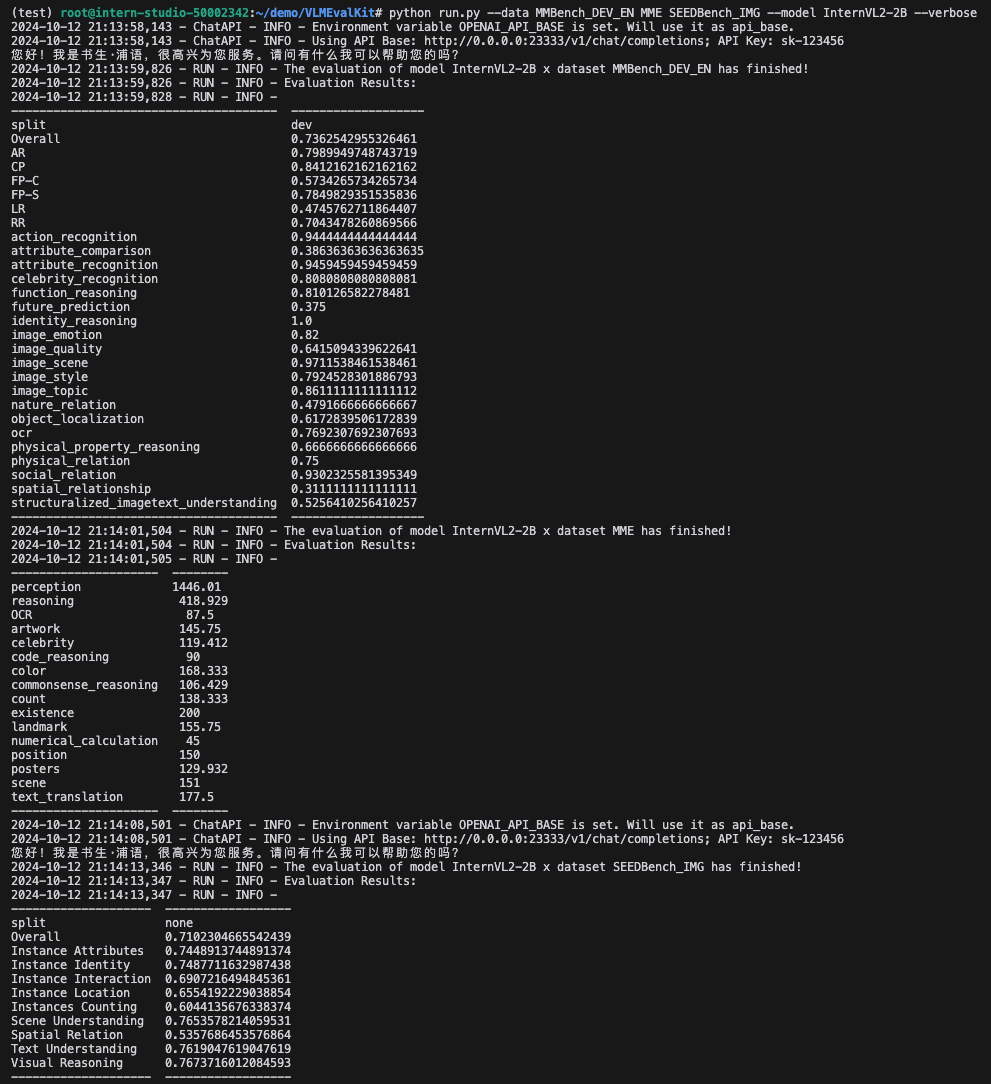 (test) root@intern-studio-50002342:~/demo/VLMEvalKit# python run.py --data MMBench_DEV_EN MME SEEDBench_IMG --model InternVL2-2B --verbose
2024-10-12 21:13:58,143 - ChatAPI - INFO - Environment variable OPENAI_API_BASE is set. Will use it as api_base.
2024-10-12 21:13:58,143 - ChatAPI - INFO - Using API Base: http://0.0.0.0:23333/v1/chat/completions; API Key: sk-123456
您好！我是书生·浦语，很高兴为您服务。请问有什么我可以帮助您的吗？
2024-10-12 21:13:59,826 - RUN - INFO - The evaluation of model InternVL2-2B x dataset MMBench_DEV_EN has finished!
2024-10-12 21:13:59,826 - RUN - INFO - Evaluation Results:
2024-10-12 21:13:59,828 - RUN - INFO -
--------------------------------------  -------------------
split                                   dev
Overall                                 0.7362542955326461
AR                                      0.7989949748743719
CP                                      0.8412162162162162
FP-C                                    0.5734265734265734
FP-S                                    0.7849829351535836
LR                                      0.4745762711864407
RR                                      0.7043478260869566
action_recognition                      0.9444444444444444
attribute_comparison                    0.38636363636363635
attribute_recognition                   0.9459459459459459
celebrity_recognition                   0.8080808080808081
function_reasoning                      0.810126582278481
future_prediction                       0.375
identity_reasoning                      1.0
image_emotion                           0.82
image_quality                           0.6415094339622641
image_scene                             0.9711538461538461
image_style                             0.7924528301886793
image_topic                             0.8611111111111112
nature_relation                         0.4791666666666667
object_localization                     0.6172839506172839
ocr                                     0.7692307692307693
physical_property_reasoning             0.6666666666666666
physical_relation                       0.75
social_relation                         0.9302325581395349
spatial_relationship                    0.3111111111111111
structuralized_imagetext_understanding  0.5256410256410257
--------------------------------------  -------------------
2024-10-12 21:14:01,504 - RUN - INFO - The evaluation of model InternVL2-2B x dataset MME has finished!
2024-10-12 21:14:01,504 - RUN - INFO - Evaluation Results:
2024-10-12 21:14:01,505 - RUN - INFO -
---------------------  --------
perception             1446.01
reasoning               418.929
OCR                      87.5
artwork                 145.75
celebrity               119.412
code_reasoning           90
color                   168.333
commonsense_reasoning   106.429
count                   138.333
existence               200
landmark                155.75
numerical_calculation    45
position                150
posters                 129.932
scene                   151
text_translation        177.5
---------------------  --------
2024-10-12 21:14:08,501 - ChatAPI - INFO - Environment variable OPENAI_API_BASE is set. Will use it as api_base.
2024-10-12 21:14:08,501 - ChatAPI - INFO - Using API Base: http://0.0.0.0:23333/v1/chat/completions; API Key: sk-123456
您好！我是书生·浦语，很高兴为您服务。请问有什么我可以帮助您的吗？
2024-10-12 21:14:13,346 - RUN - INFO - The evaluation of model InternVL2-2B x dataset SEEDBench_IMG has finished!
2024-10-12 21:14:13,347 - RUN - INFO - Evaluation Results:
2024-10-12 21:14:13,347 - RUN - INFO -
--------------------  ------------------
split                 none
Overall               0.7102304665542439
Instance Attributes   0.7448913744891374
Instance Identity     0.7487711632987438
Instance Interaction  0.6907216494845361
Instance Location     0.6554192229038854
Instances Counting    0.6044135676338374
Scene Understanding   0.7653578214059531
Spatial Relation      0.5357686453576864
Text Understanding    0.7619047619047619
Visual Reasoning      0.7673716012084593
--------------------  ------------------